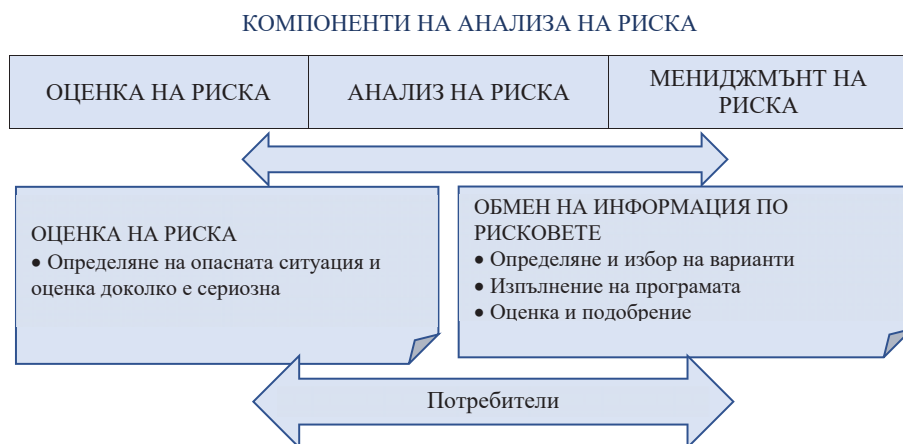 КОМПОНЕНТИ НА АНАЛИЗА НА РИСКА
ОЦЕНКА НА РИСКА
АНАЛИЗ НА РИСКА
МЕНИДЖМЪНТ НА
РИСКА
ОЦЕНКА НА РИСКА
• Определяне на опасната ситуация и
оценка доколко е сериозна
ОБМЕН НА ИНФОРМАЦИЯ ПО
РИСКОВЕТЕ
• Определяне и избор на варианти
• Изпълнение на програмата
• Оценка и подобрение
Потребители